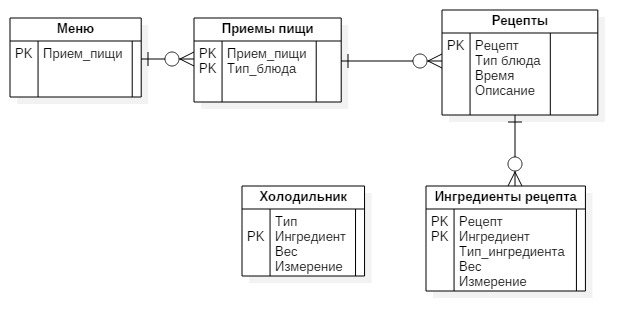 Меню
PK Прием_пищи
Приемы пищи
PK Прием_пищи
PK Тип_блюда
Рецепты
PK Рецепт
Тип блюда
Время
Описание
Холодильник
Тип
PK Ингредиент
Вес
Измерение
Ингредиенты рецепта
PK Рецепт
PK Ингредиент
Тип_ингредиента
Вес
Измерение